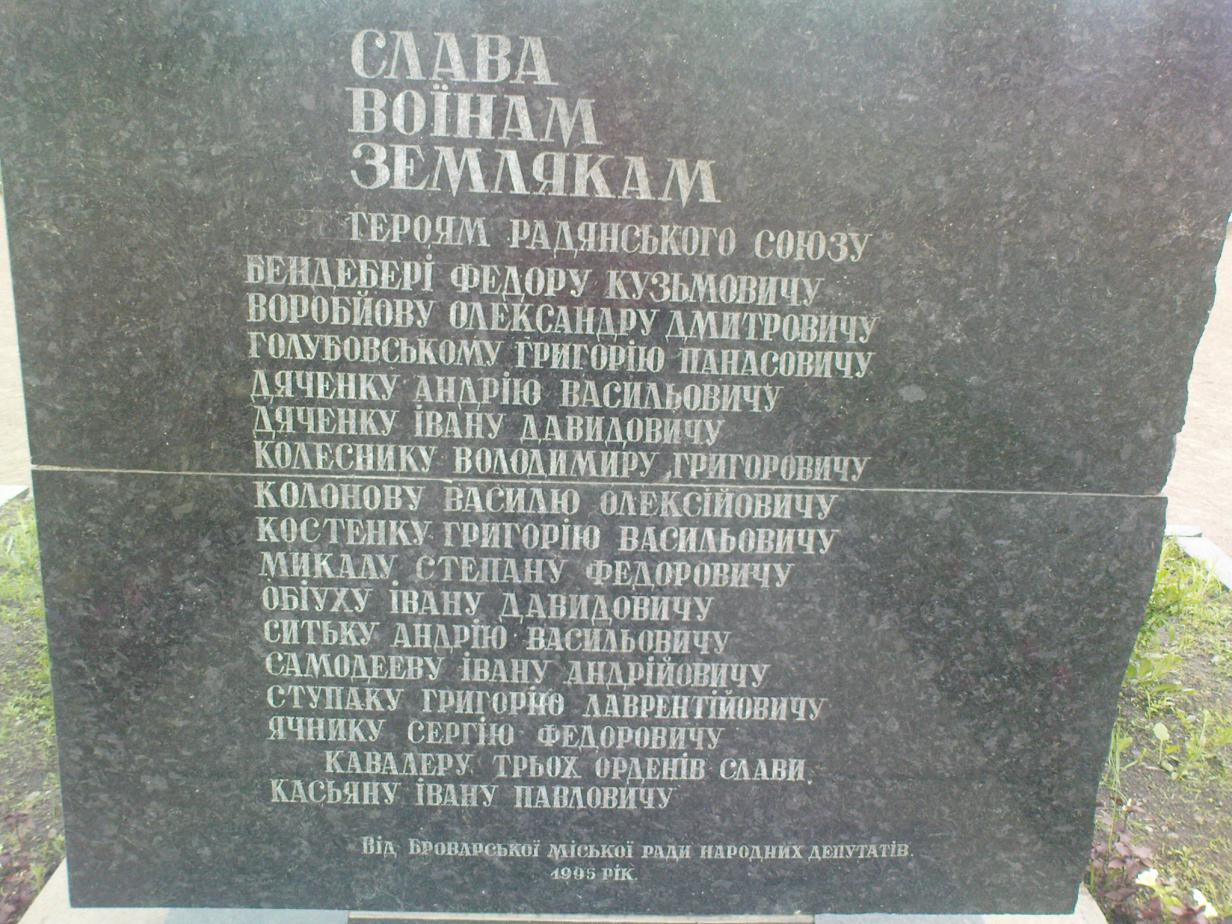 СЛАВА
ВОЇНАМ
ЗЕМЛЯКАМ
ГЕРОЯМ РАДЯНСЬКОГО СОЮЗУ
БЕНДЕБЕРІ ФЕДОРУ КУЗЬМОВИЧУ
ВОРОБЙОВУ ОЛЕКСАНДРУ ДМИТРОВИЧУ
ГОЛУБОВСЬКОМУ ГРИГОРІЮ ПАНАСОВИЧУ
ДЯЧЕНКУ АНДРІЮ ВАСИЛЬОВИЧУ
ДЯЧЕНКУ ІВАНУ ДАВИДОВИЧУ
КОЛЕСНИКУ ВОЛОДИМИРУ ГРИГОРОВИЧУ
КОЛОНОВУ ВАСИЛЮ ОЛЕКСІЙОВИЧУ
КОСТЕНКУ ГРИГОРІЮ ВАСИЛЬОВИЧУ
МИКАЛУ СТЕПАНУ ФЕДОРОВИЧУ
ОБІУХУ ІВАНУ ДАВИДОВИЧУ
СИТЬКУ АНДРІЮ ВАСИЛЬОВИЧУ
САМОДЕЕВУ ІВАНУ АНДРІЙОВИЧУ
СТУПАКУ ГРИГОРІЮ ЛАВРЕНТІЙОВИЧУ
ЯЧНИКУ СЕРГІЮ ФЕДОРОВИЧУ
КАВАЛЕРУ ТРЬОХ ОРДЕНІВ СЛАВИ
КАСЬЯНУ ІВАНУ ПАВЛОВИЧУ
ВІД БРОВАРСЬКОЇ МІСЬКОЇ РАДИ НАРОДНИХ ДЕПУТАТІВ.
1995 РІК.